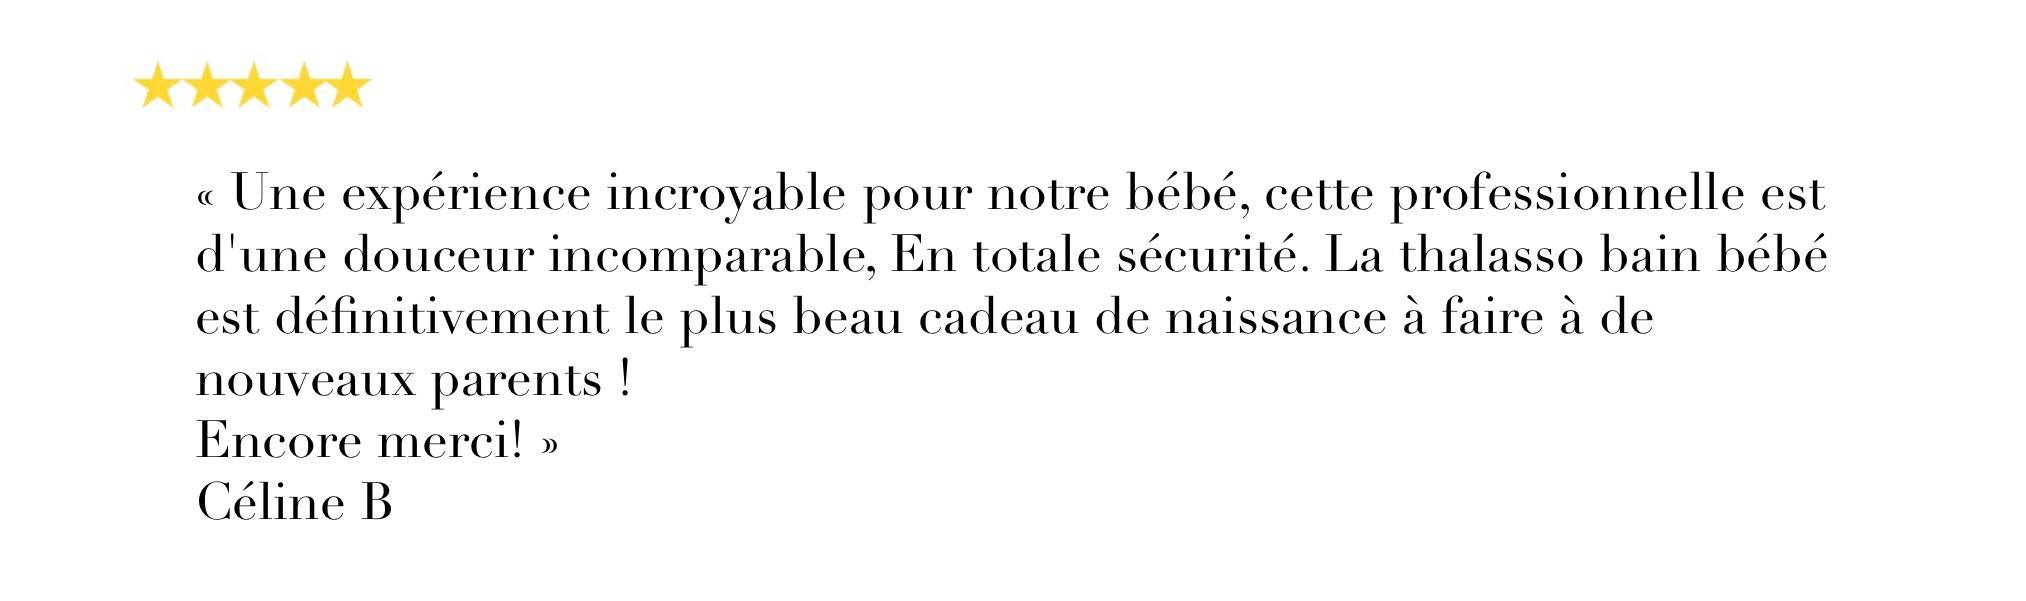 « Une expérience incroyable pour notre bébé, cette professionnelle est
d'une douceur incomparable, En totale sécurité. La thalasso bain bébé
est définitivement le plus beau cadeau de naissance à faire à de
nouveaux parents !
Encore merci! »
Céline B